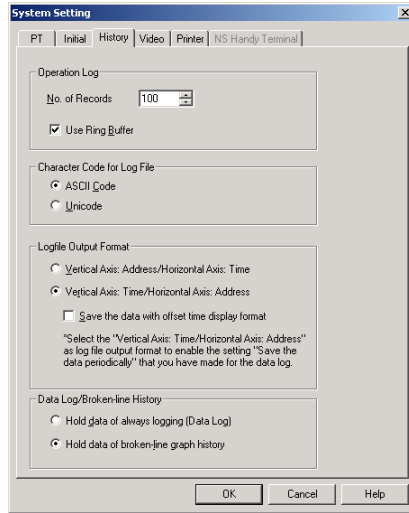 System Setting
PT Initial History Video Printer NS Handy Terminal
Operation Log
No. of Records 100
Use Ring Buffer
Character Code for Log File
ASCII Code
Unicode
Logfile Output Format
Vertical Axis: Address/Horizontal Axis: Time
Vertical Axis: Time/Horizontal Axis: Address
Save the data with offset time display format
*Select the "Vertical Axis: Time/Horizontal Axis: Address"
as log file output format to enable the setting "Save the
data periodically" that you have made for the data log.
Data Log/Broken-line History
Hold data of always logging (Data Log)
Hold data of broken-line graph history
OK Cancel Help